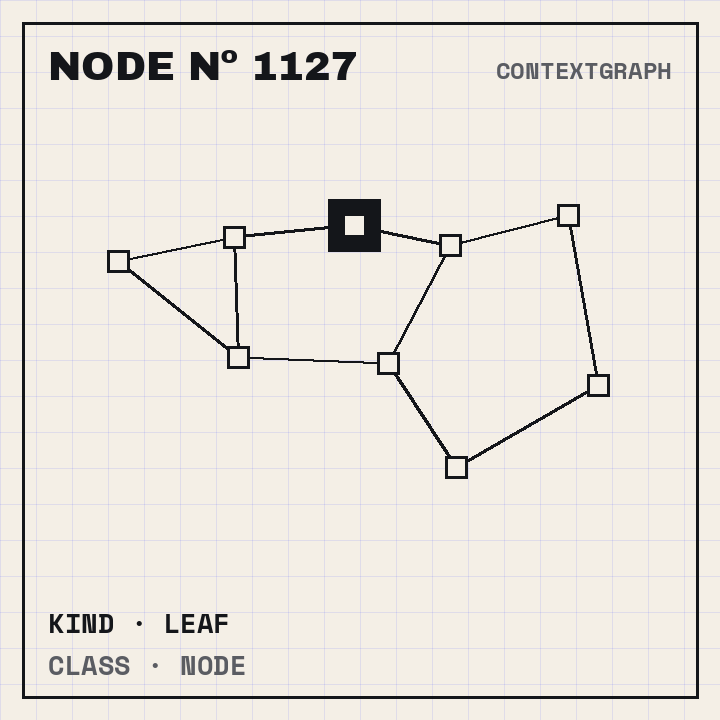 NODE Nº 1127
CONTEXTGRAPH
KIND · LEAF
CLASS · NODE